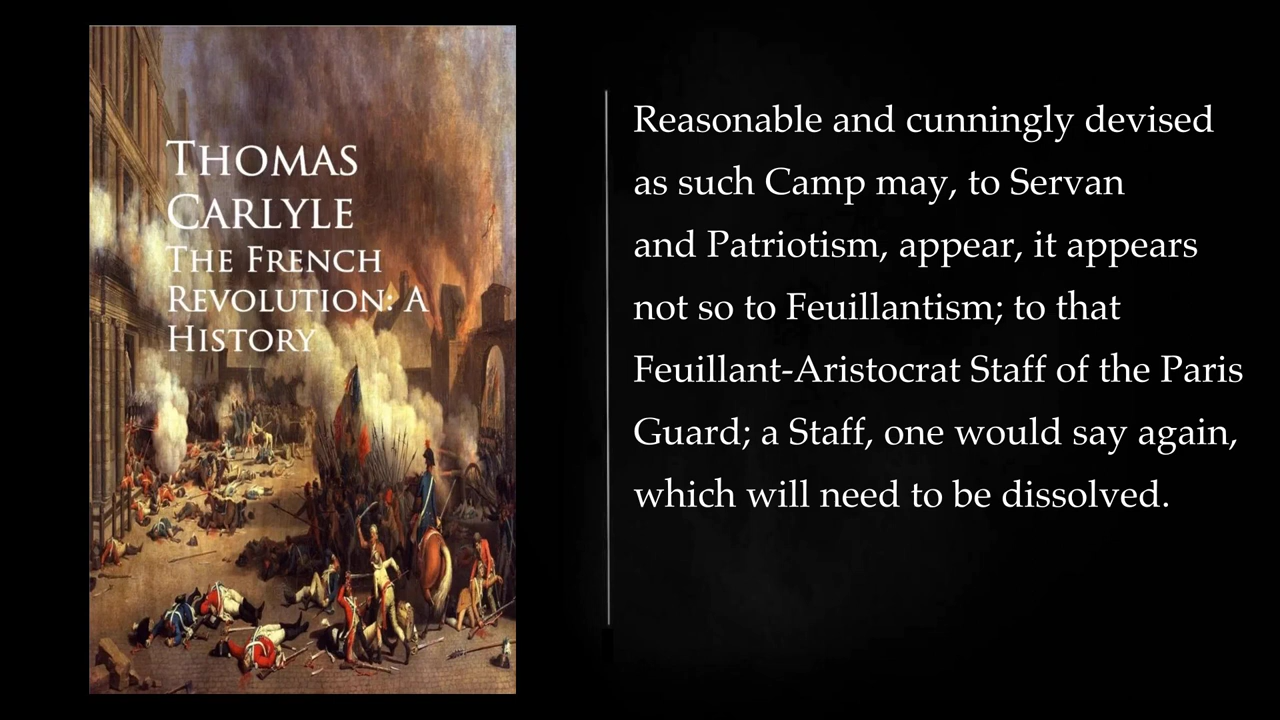 THOMAS
CARLYLE
THE FRENCH
REVOLUTION: A
HISTORY
Reasonable and cunningly devised
as such Camp may, to Servan
and Patriotism, appear, it appears
not so to Feuillantism; to that
Feuillant-Aristocrat Staff of the Paris
Guard; a Staff, one would say again,
which will need to be dissolved.